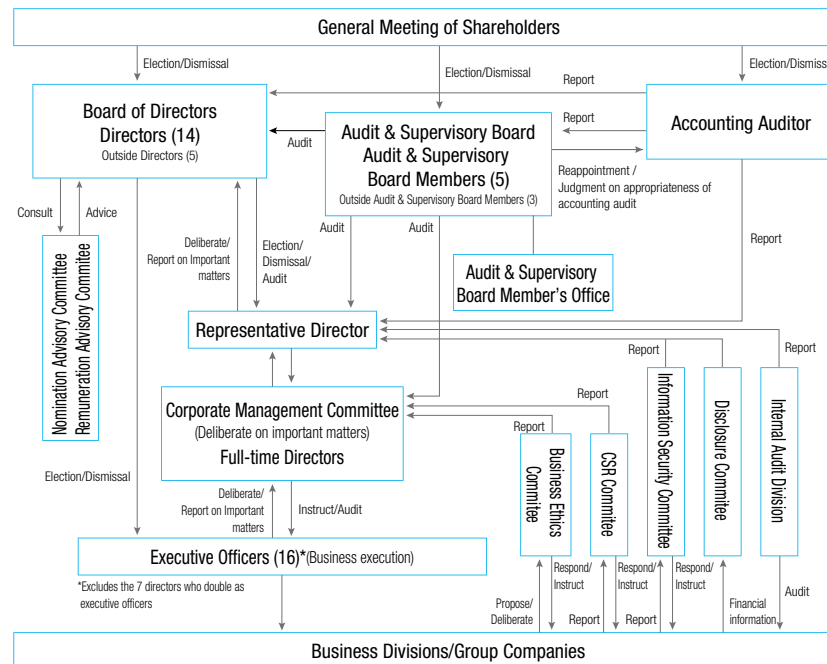 General Meeting of Shareholders
Election/Dismissal
Election/Dismissal
Election/Dismiss
Report
Board of Directors
Directors (14)
Outside Directors (5)
Audit
Audit & Supervisory Board
Audit & Supervisory
Board Members (5)
Outside Audit & Supervisory Board Members (3)
Report
Accounting Auditor
Reappointment /
Judgment on appropriateness of
accounting audit
Consult
Advice
Deliberate/
Report on Important
matters
Election/
Dismissal/
Audit
Audit
Audit
Report
Audit & Supervisory
Board Member's Office
Nomination Advisory Committee
Remuneration Advisory Commitee
Representative Director
Report
Report
Corporate Management Committee
(Deliberate on important matters)
Full-time Directors
Report
Report
Business Ethics
Commitee
CSR Commitee
Information Security Committee
Disclosure Commitee
Internal Audit Division
Election/Dismissal
Deliberate/
Report on Important
matters
Instruct/Audit
Executive Officers (16)* (Business execution)
*Excludes the 7 directors who double as
executive officers
Respond/
Instruct
Respond/
Instruct
Respond/
Instruct
Propose/
Deliberate
Report
Report
Financial
information
Audit
Business Divisions/Group Companies